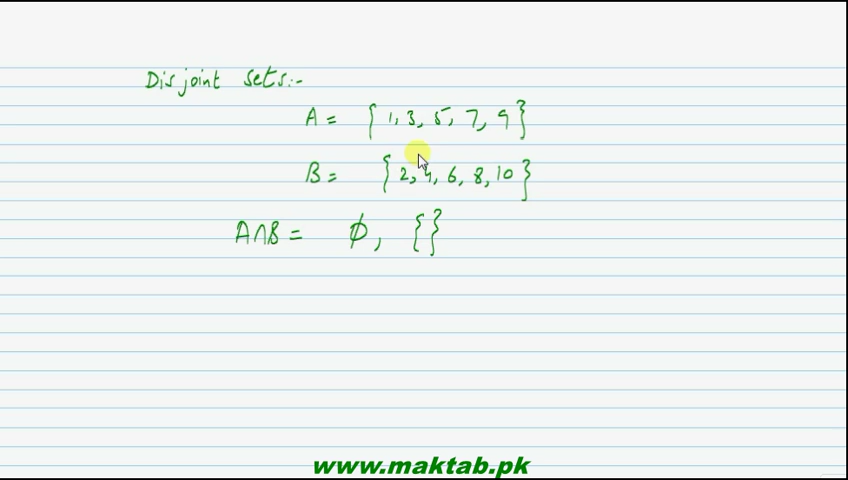 Disjoint sets:-
A = { 1, 3, 5, 7, 9 }
B = { 2, 4, 6, 8, 10 }
A∩B = ϕ, { }
www.maktab.pk